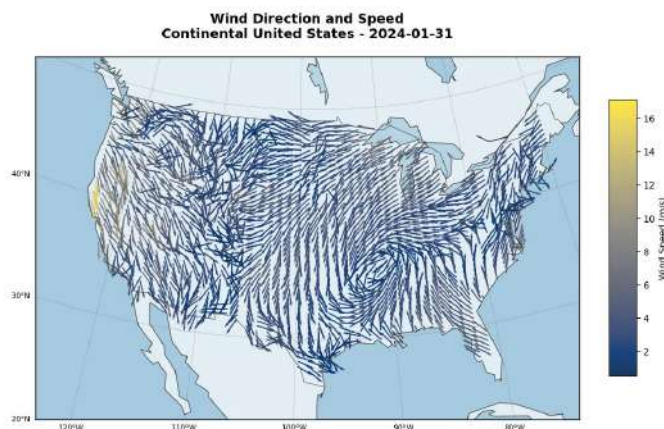 Wind Direction and Speed
Continental United States - 2024-01-31
40°N
30°N
20°N
120°W
110°W
100°W
90°W
80°W
16
14
12
10
8
6
4
2
Wind Speed (m/s)